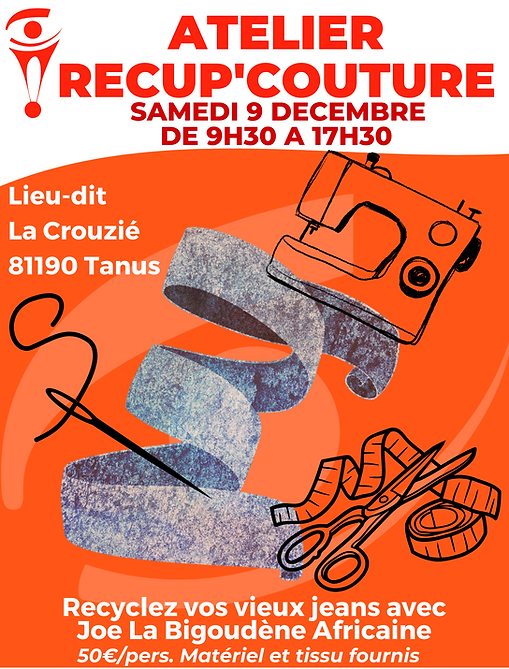 ATELIER
RECUP'COUTURE
SAMEDI 9 DECEMBRE
DE 9H30 A 17H30
Lieu-dit
La Crouzié
81190 Tanus
Recyclez vos vieux jeans avec
Joe La Bigoudène Africaine
50€/pers. Matériel et tissu fournis